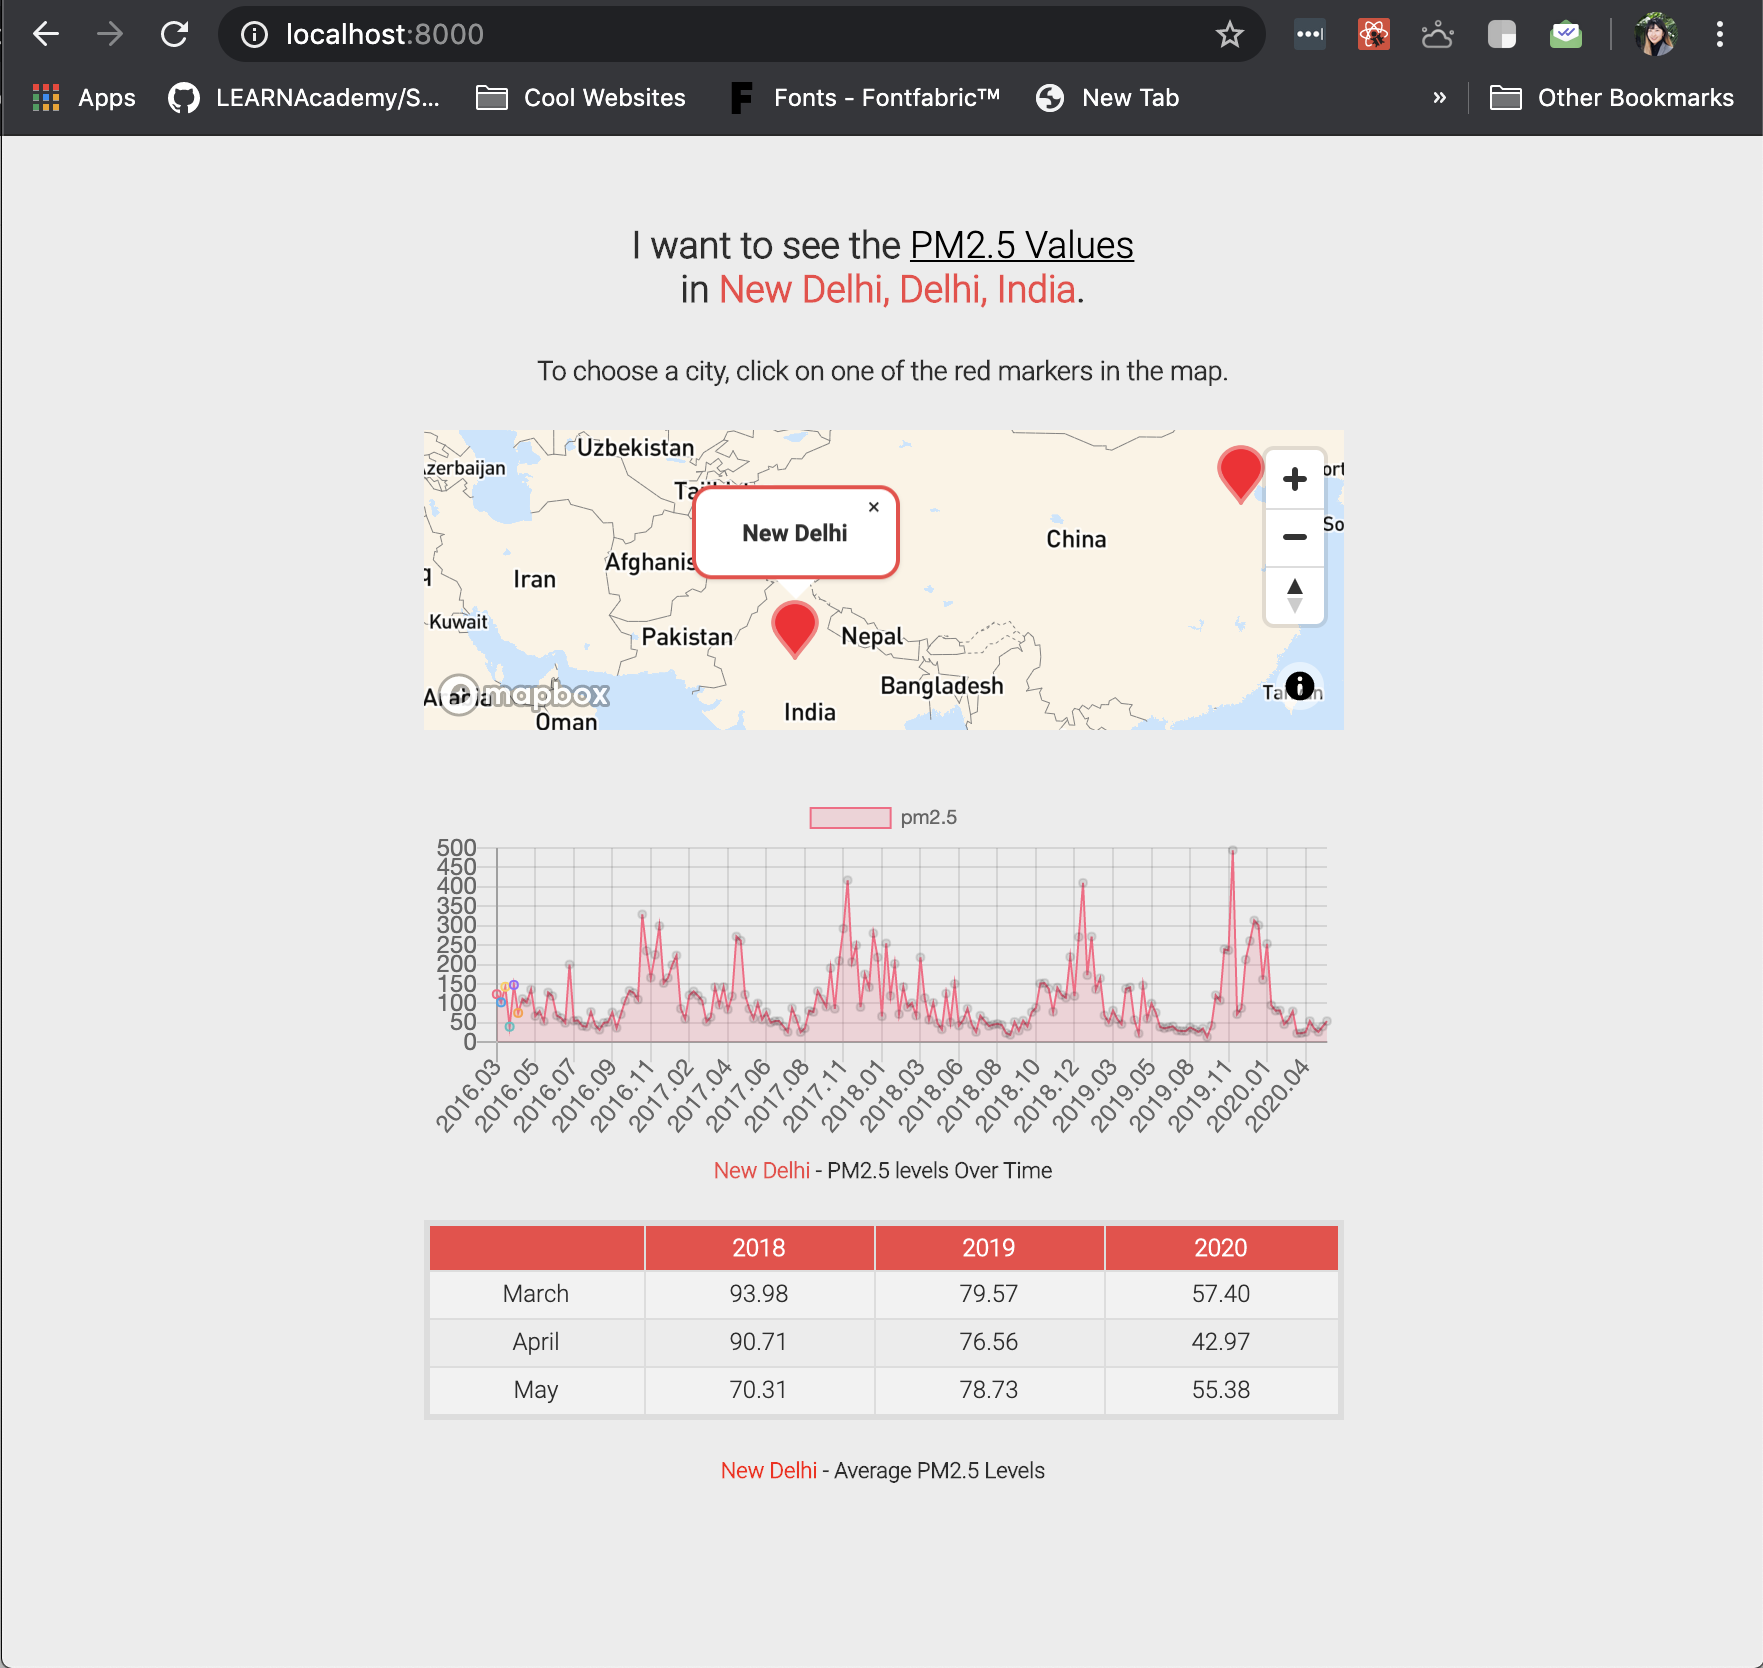 localhost:8000
Apps LEARNAcademy/S... Cool Websites Fonts - Fontfabric™ New Tab » Other Bookmarks
I want to see the PM2.5 Values
in New Delhi, Delhi, India.
To choose a city, click on one of the red markers in the map.
Uzbekistan
zerbaijan
New Delhi
China
So
Afghanis
Iran
Kuwait
Pakistan
Nepal
Bangladesh
mapbox
India
Oman
pm2.5
500
450
400
350
300
250
200
150
100
50
0
2016.03 2016.05 2016.07 2016.09 2016.11 2017.02 2017.04 2017.06 2017.08 2017.11 2018.01 2018.03 2018.06 2018.08 2018.10 2018.12 2019.03 2019.05 2019.08 2019.11 2020.01 2020.04
New Delhi - PM2.5 levels Over Time
2018 2019 2020
March 93.98 79.57 57.40
April 90.71 76.56 42.97
May 70.31 78.73 55.38
New Delhi - Average PM2.5 Levels